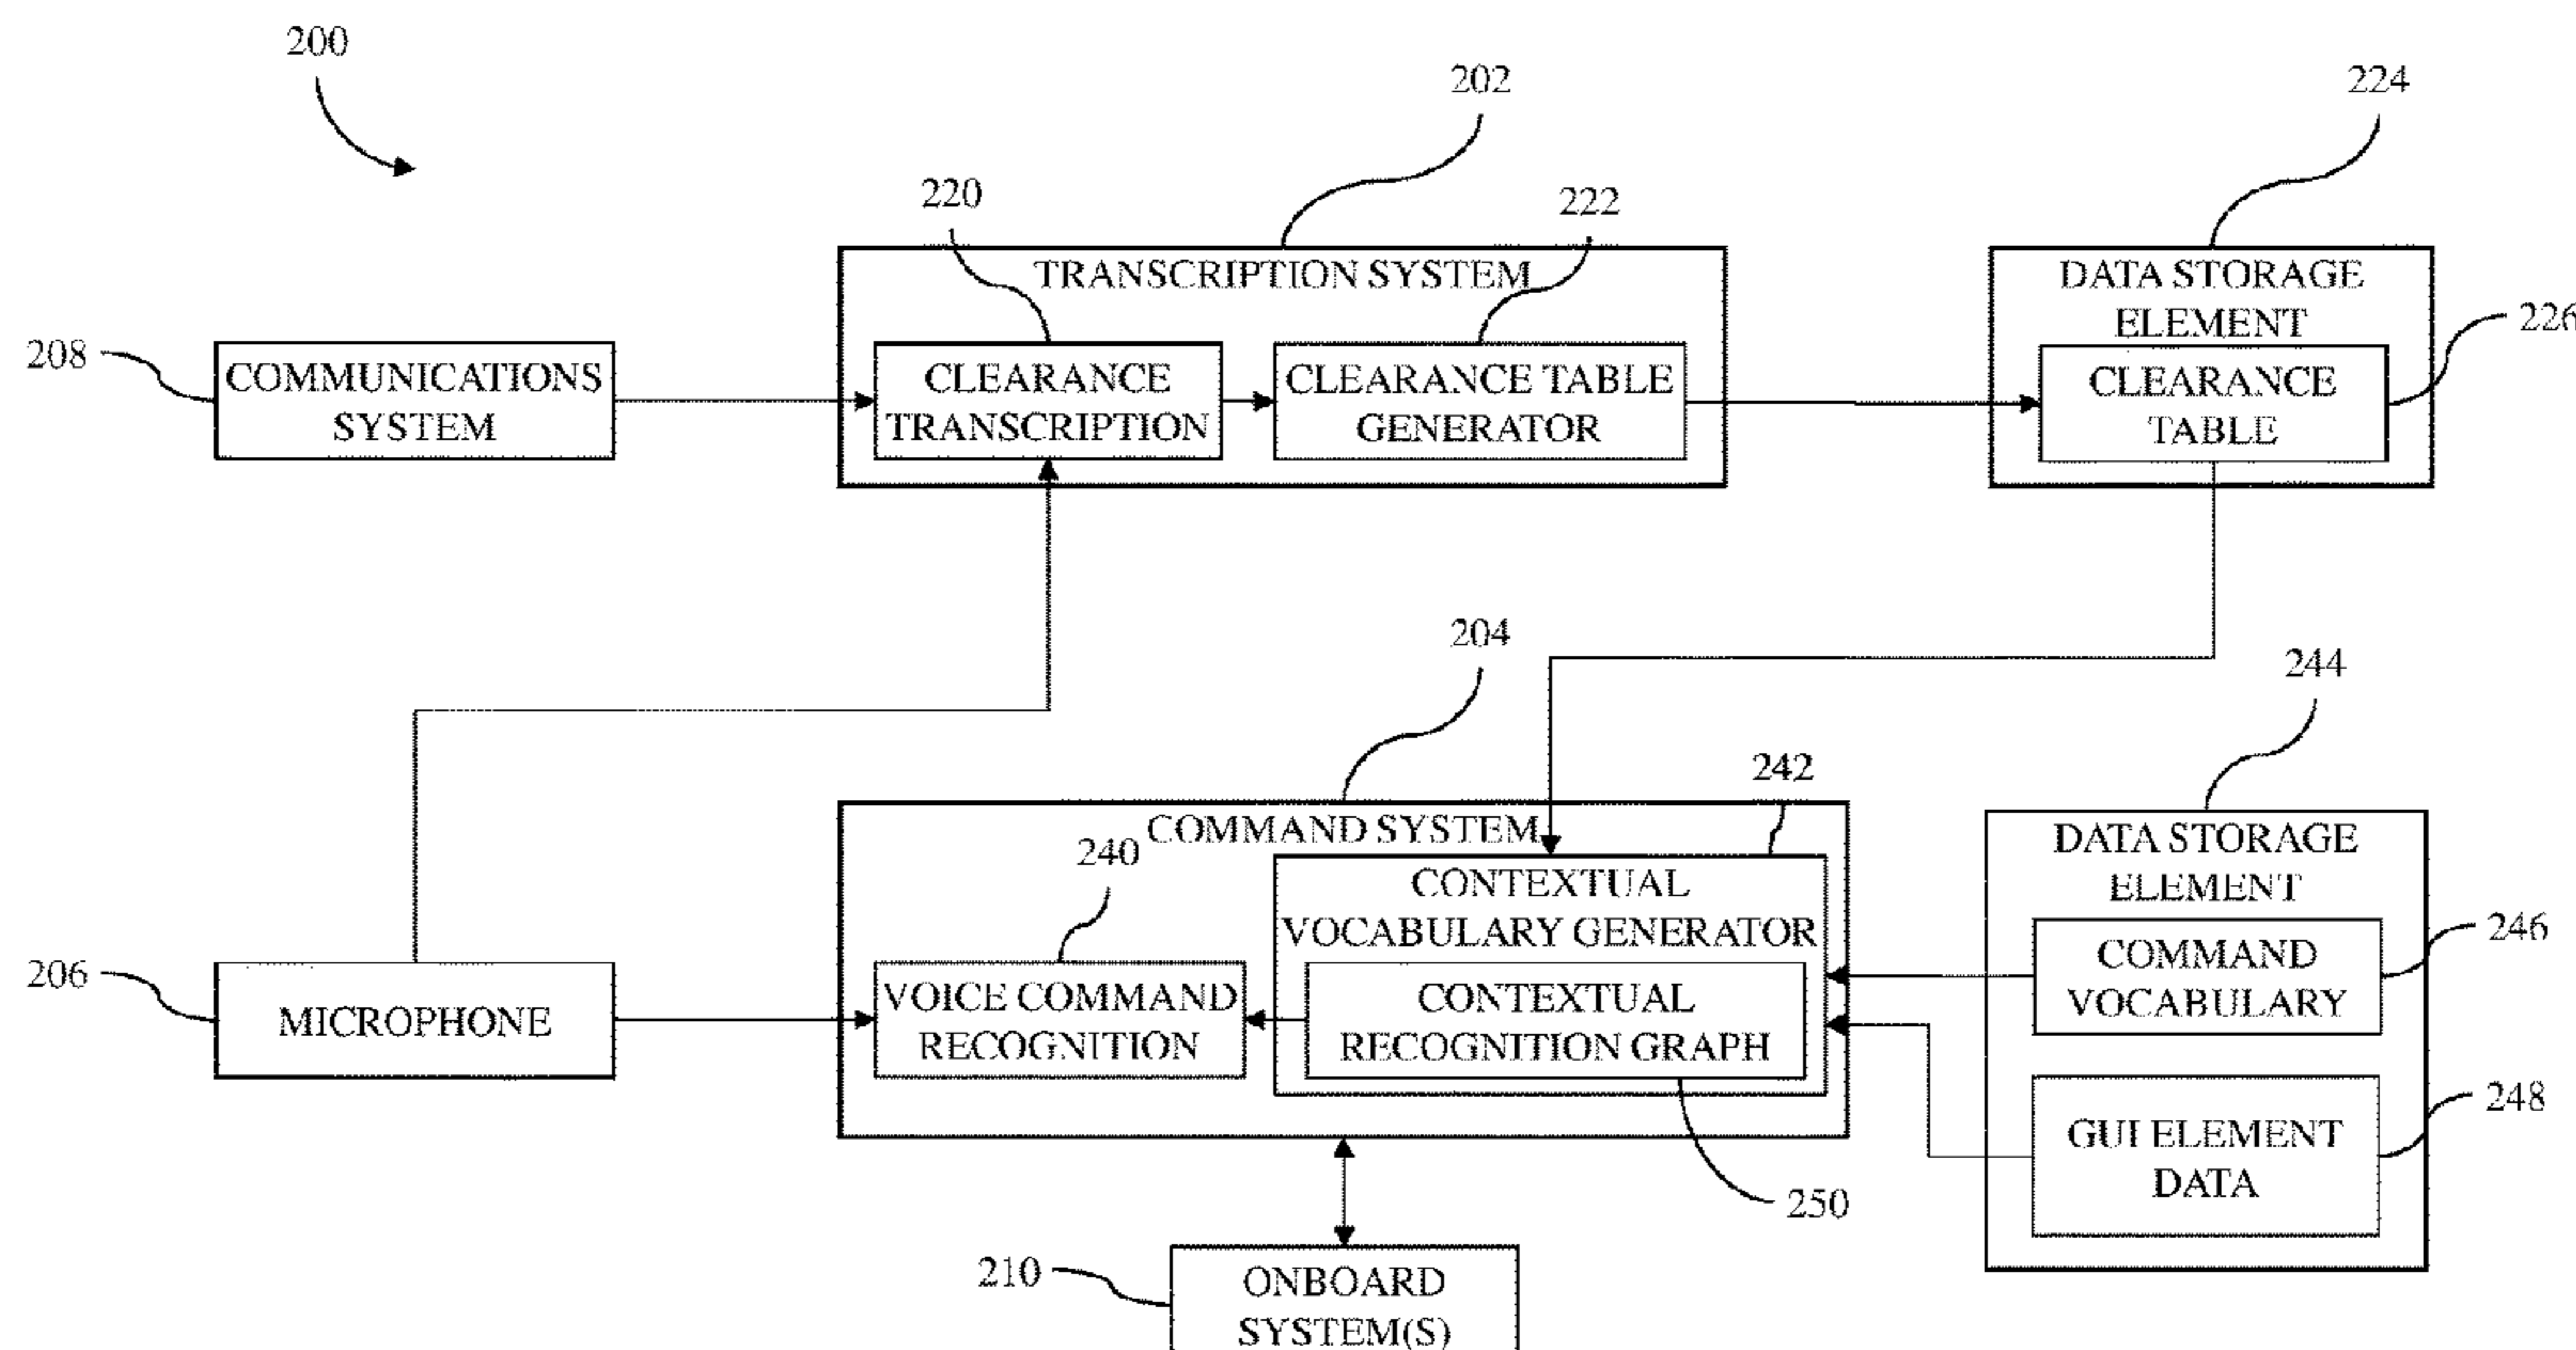 200
202
224
220
222
TRANSCRIPTION SYSTEM
DATA STORAGE
ELEMENT
226
208
COMMUNICATIONS
SYSTEM
CLEARANCE
TRANSCRIPTION
CLEARANCE TABLE
GENERATOR
CLEARANCE
TABLE
204
244
242
COMMAND SYSTEM
240
DATA STORAGE
ELEMENT
CONTEXTUAL
VOCABULARY GENERATOR
206
MICROPHONE
VOICE COMMAND
RECOGNITION
CONTEXTUAL
RECOGNITION GRAPH
COMMAND
VOCABULARY
246
GUI ELEMENT
DATA
248
250
210
ONBOARD
SYSTEM(S)